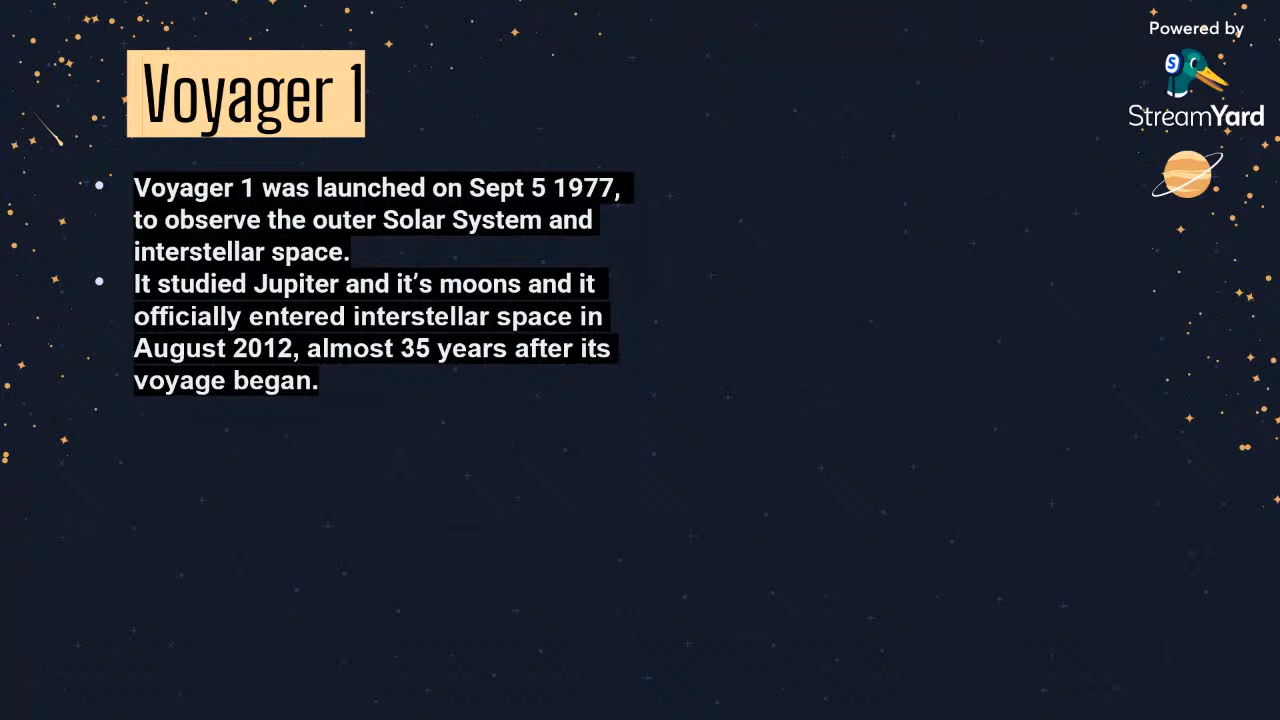 Powered by
S
StreamYard
Voyager 1
Voyager 1 was launched on Sept 5 1977,
to observe the outer Solar System and
interstellar space.
It studied Jupiter and it’s moons and it
officially entered interstellar space in
August 2012, almost 35 years after its
voyage began.